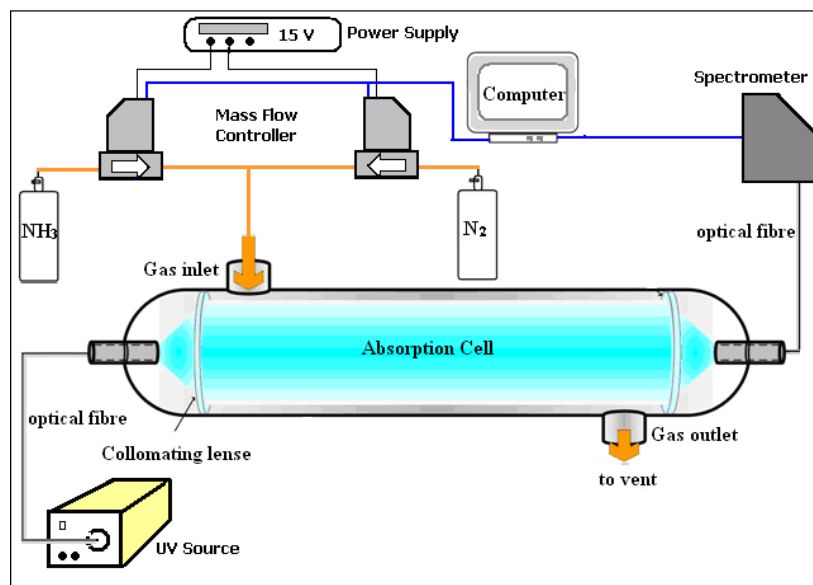 15 V
Power Supply
Spectrometer
Computer
Mass Flow
Controller
NH₃
N₂
optical fibre
Gas inlet
Absorption Cell
optical fibre
Collomating lense
Gas outlet
to vent
UV Source